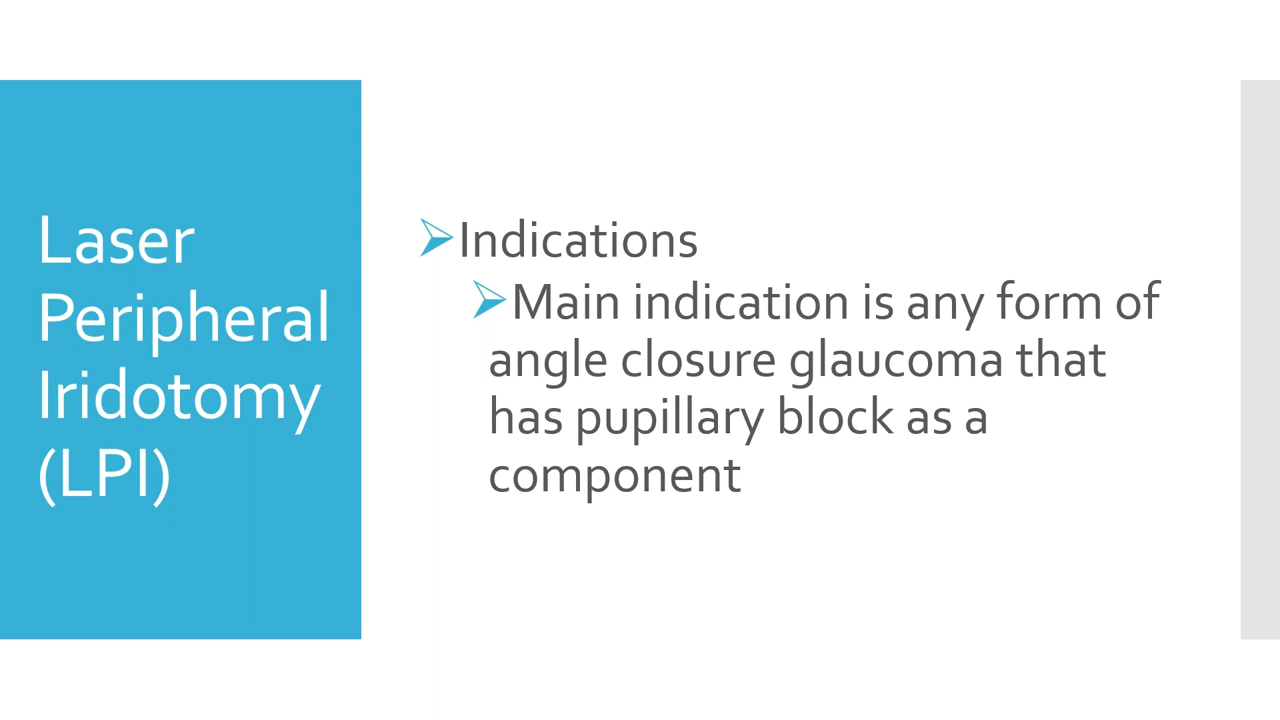 Laser
Peripheral
Iridotomy
(LPI)
Indications
Main indication is any form of
angle closure glaucoma that
has pupillary block as a
component